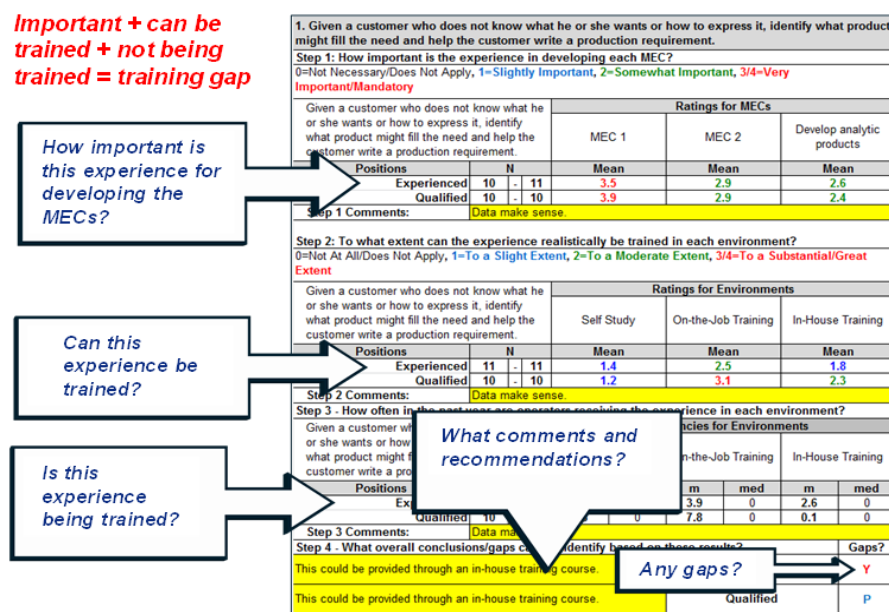 Important + can be
trained + not being
trained = training gap
How important is
this experience for
developing the
MECs?
Can this
experience be
trained?
Is this
experience
being trained?
1. Given a customer who does not know what he or she wants or how to express it, identify what product
might fill the need and help the customer write a production requirement.
Step 1: How important is the experience in developing each MEC?
0=Not Necessary/Does Not Apply, 1=Slightly Important, 2=Somewhat Important, 3/4=Very
Important/Mandatory
Given a customer who does not know what he
or she wants or how to express it, identify
what product might fill the need and help the
customer write a production requirement.
Ratings for MECs
MEC 1 MEC 2 Develop analytic
products
Positions N Mean Mean Mean
Experienced 10 - 11 3.5 2.9 2.6
Qualified 10 - 10 3.9 2.9 2.4
Step 1 Comments: Data make sense.
Step 2: To what extent can the experience realistically be trained in each environment?
0=Not At All/Does Not Apply, 1=To a Slight Extent, 2=To a Moderate Extent, 3/4=To a Substantial/Great
Extent
Given a customer who does not know what he
or she wants or how to express it, identify
what product might fill the need and help the
customer write a production requirement.
Ratings for Environments
Self Study On-the-Job Training In-House Training
Positions N Mean Mean Mean
Experienced 11 - 11 1.4 2.5 1.8
Qualified 10 - 10 1.2 3.1 2.3
Step 2 Comments: Data make sense.
Step 3 - How often in the past year are operators receiving the experience in each environment?
Given a customer
or she wants or how
what product might
customer write a
for Environments
On-the-Job Training In-House Training
Positions m med m med
3.9 0 2.6 0
Qualified 10 0 7.8 0 0.1 0
Step 3 Comments: Data
What comments and
recommendations?
Step 4 - What overall conclusions/gaps identify based on these results? Gaps?
This could be provided through an in-house training course. Y
Any gaps?
This could be provided through an in-house training course. Qualified P